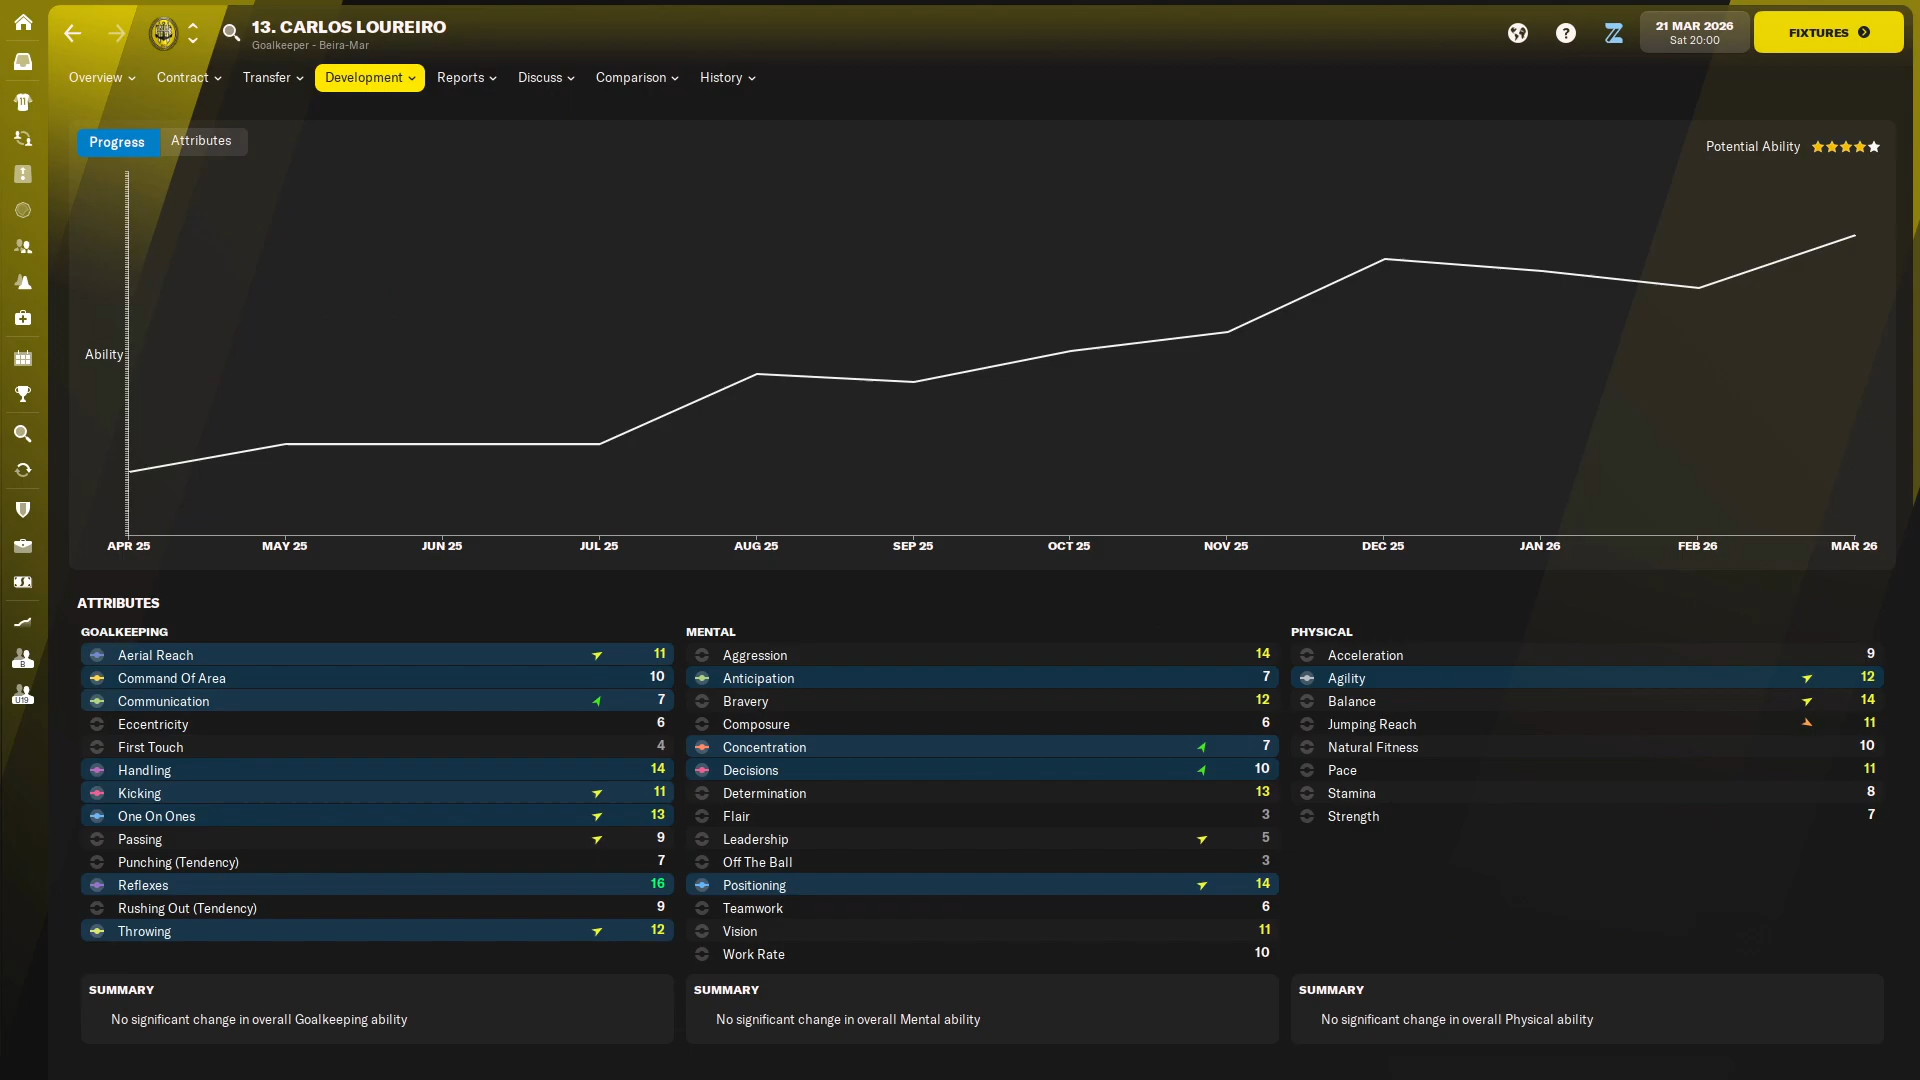 13. CARLOS LOUREIRO
Goalkeeper - Beira-Mar
21 MAR 2026
Sat 20:00
FIXTURES
Overview
Contract
Transfer
Development
Reports
Discuss
Comparison
History
Progress
Attributes
Potential Ability
Ability
APR 25
MAY 25
JUN 25
JUL 25
AUG 25
SEP 25
OCT 25
NOV 25
DEC 25
JAN 26
FEB 26
MAR 26
ATTRIBUTES
GOALKEEPING
Aerial Reach 11
Command Of Area 10
Communication 7
Eccentricity 6
First Touch 4
Handling 14
Kicking 11
One On Ones 13
Passing 9
Punching (Tendency) 7
Reflexes 16
Rushing Out (Tendency) 9
Throwing 12
SUMMARY
No significant change in overall Goalkeeping ability
MENTAL
Aggression 14
Anticipation 7
Bravery 12
Composure 6
Concentration 7
Decisions 10
Determination 13
Flair 3
Leadership 5
Off The Ball 3
Positioning 14
Teamwork 6
Vision 11
Work Rate 10
SUMMARY
No significant change in overall Mental ability
PHYSICAL
Acceleration 9
Agility 12
Balance 14
Jumping Reach 11
Natural Fitness 10
Pace 11
Stamina 8
Strength 7
SUMMARY
No significant change in overall Physical ability
B
U19